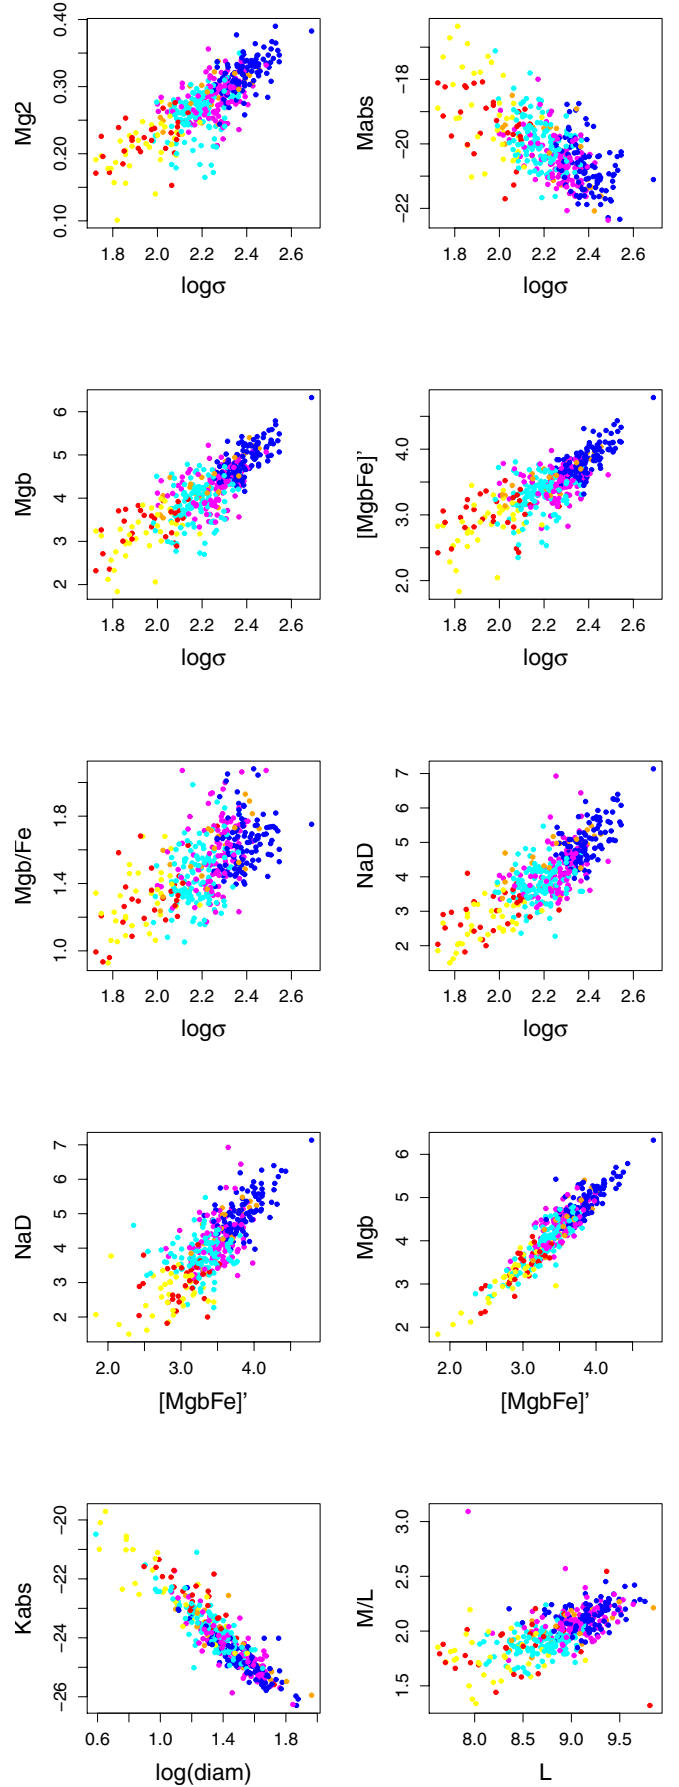 Mg2
0.10 0.20 0.30 0.40
1.8 2.0 2.2 2.4 2.6
logσ
Mabs
−22 −20 −18
1.8 2.0 2.2 2.4 2.6
logσ
Mgb
2 3 4 5 6
1.8 2.0 2.2 2.4 2.6
logσ
[MgbFe]'
2.0 3.0 4.0
1.8 2.0 2.2 2.4 2.6
logσ
Mgb/Fe
1.0 1.4 1.8
1.8 2.0 2.2 2.4 2.6
logσ
NaD
2 3 4 5 6 7
1.8 2.0 2.2 2.4 2.6
logσ
NaD
2 3 4 5 6 7
2.0 3.0 4.0
[MgbFe]'
Mgb
2 3 4 5 6
2.0 3.0 4.0
[MgbFe]'
Kabs
−26 −24 −22 −20
0.6 1.0 1.4 1.8
log(diam)
M/L
1.5 2.0 2.5 3.0
8.0 8.5 9.0 9.5
L